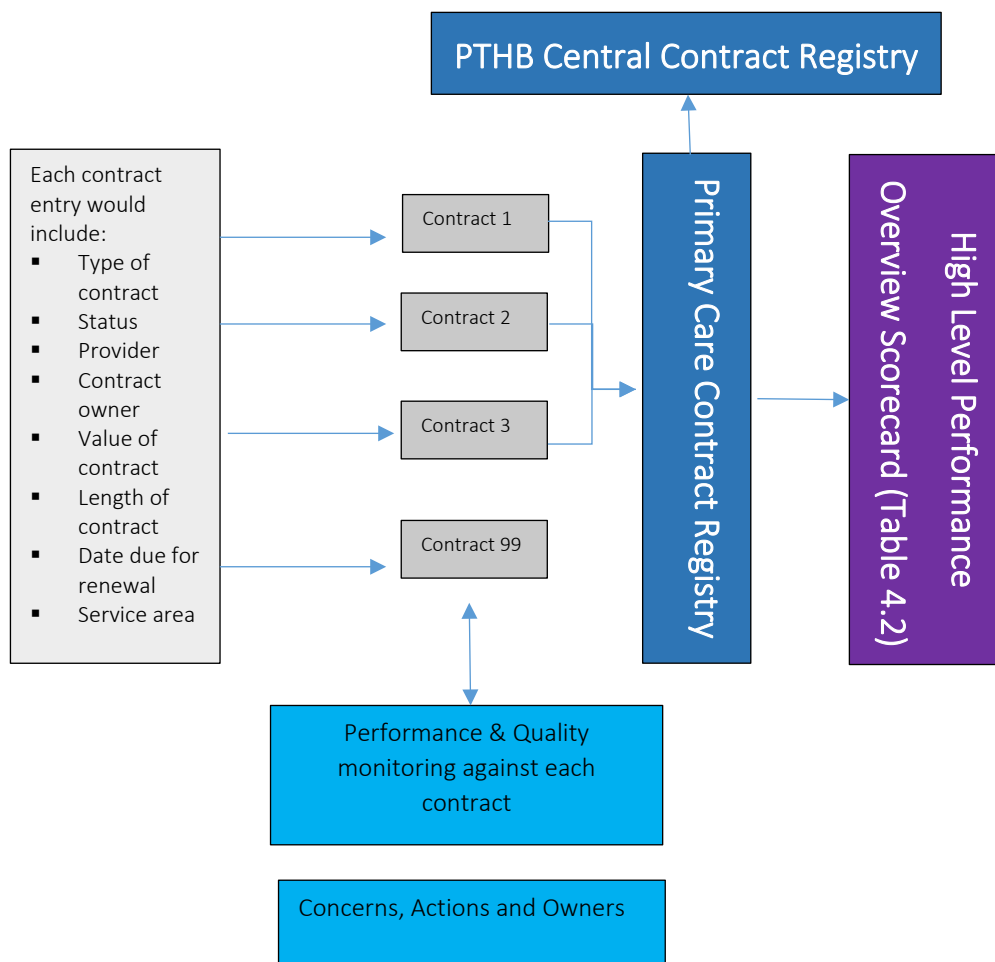 PTHB Central Contract Registry
Each contract
entry would
include:
▪ Type of
contract
▪ Status
▪ Provider
▪ Contract
owner
▪ Value of
contract
▪ Length of
contract
▪ Date due for
renewal
▪ Service area
Contract 1
Contract 2
Contract 3
Contract 99
Primary Care Contract Registry
High Level Performance
Overview Scorecard (Table 4.2)
Performance & Quality
monitoring against each
contract
Concerns, Actions and Owners